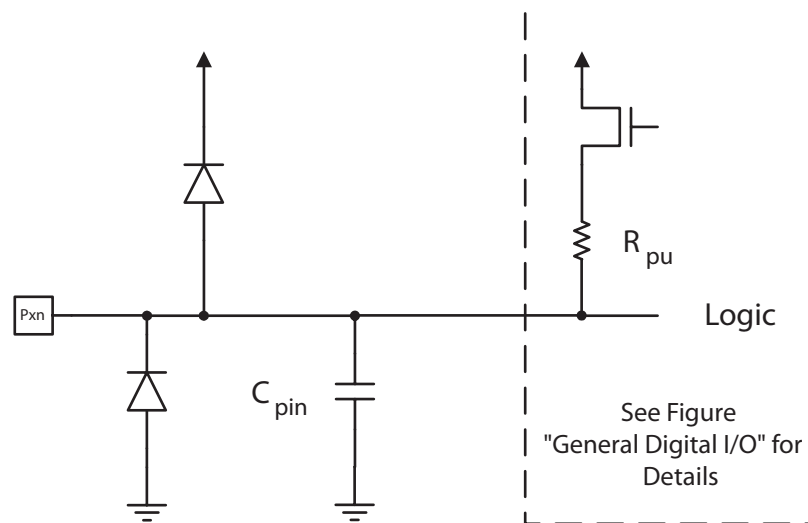 R pu
Pxn
Logic
C pin
See Figure
"General Digital I/O" for
Details